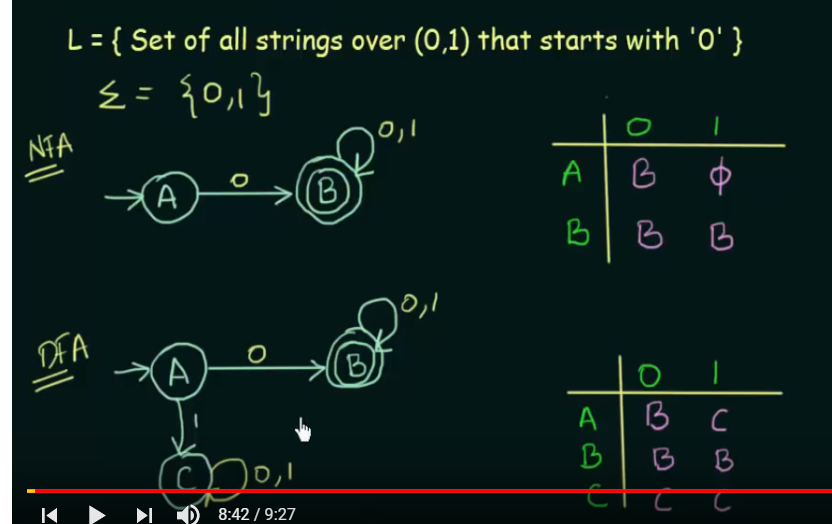 L = { Set of all strings over (0,1) that starts with '0' }
Σ = {0,1}
NFA
A 0 B 0,1
0 1
A B ϕ
B B B
DFA
A 0 B 0,1
1
C 0,1
0 1
A B C
B B B
C C C
8:42 / 9:27